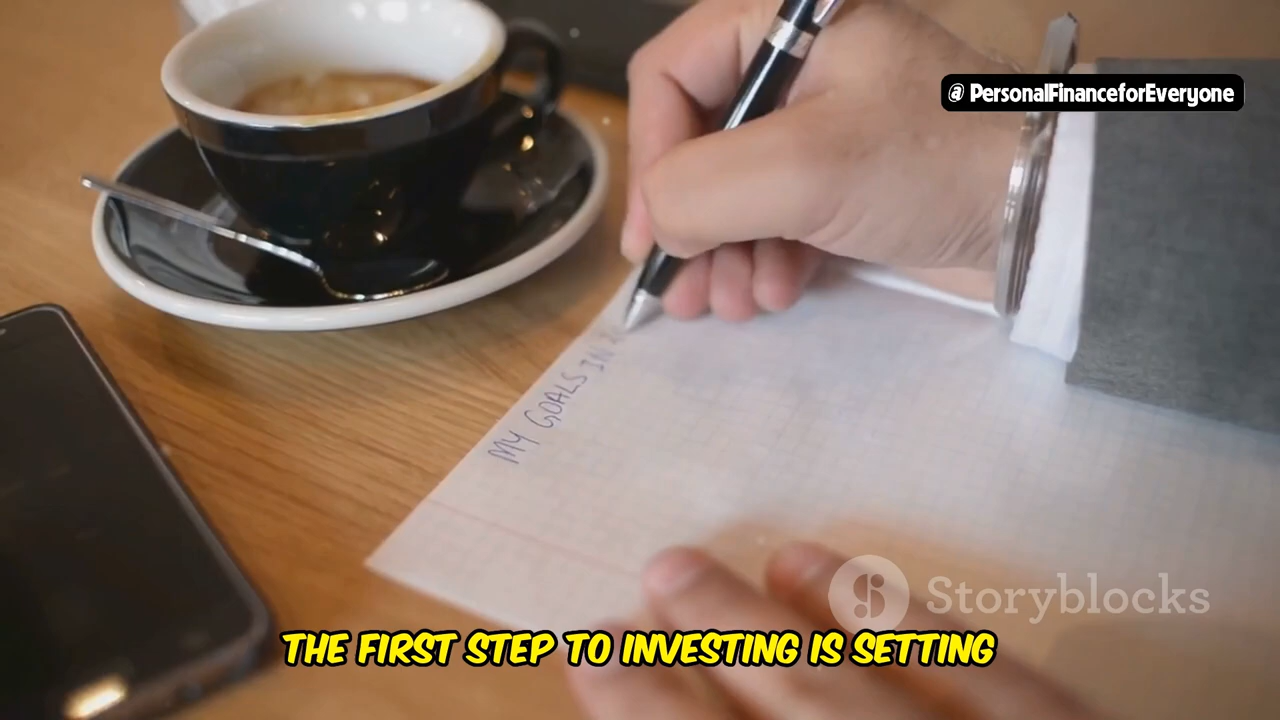 @ PersonalFinanceforEveryone
MY GOALS IN
Storyblocks
THE FIRST STEP TO INVESTING IS SETTING